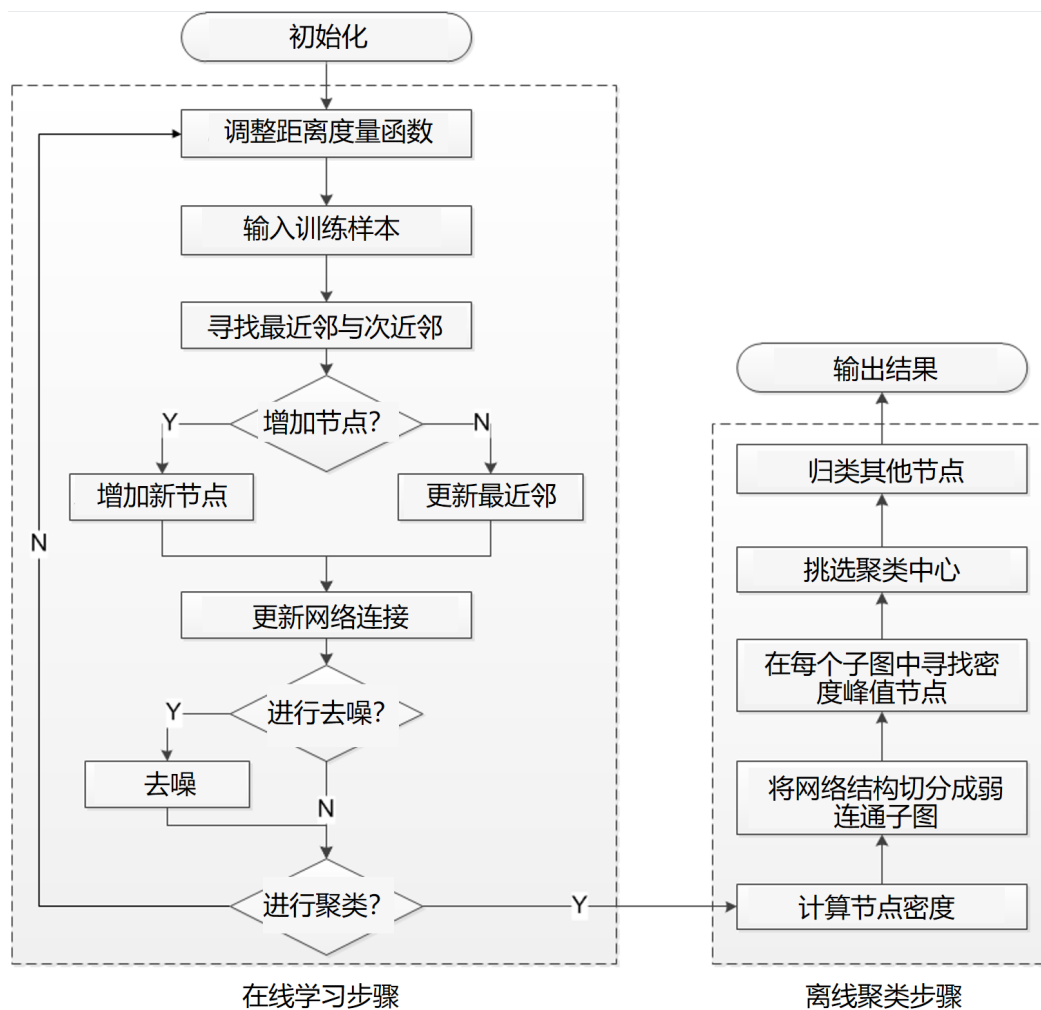 初始化
调整距离度量函数
输入训练样本
寻找最近邻与次近邻
增加节点?
Y
N
增加新节点
更新最近邻
N
更新网络连接
进行去噪?
Y
去噪
N
进行聚类?
Y
在线学习步骤
输出结果
归类其他节点
挑选聚类中心
在每个子图中寻找密
度峰值节点
将网络结构切分成弱
连通子图
计算节点密度
离线聚类步骤